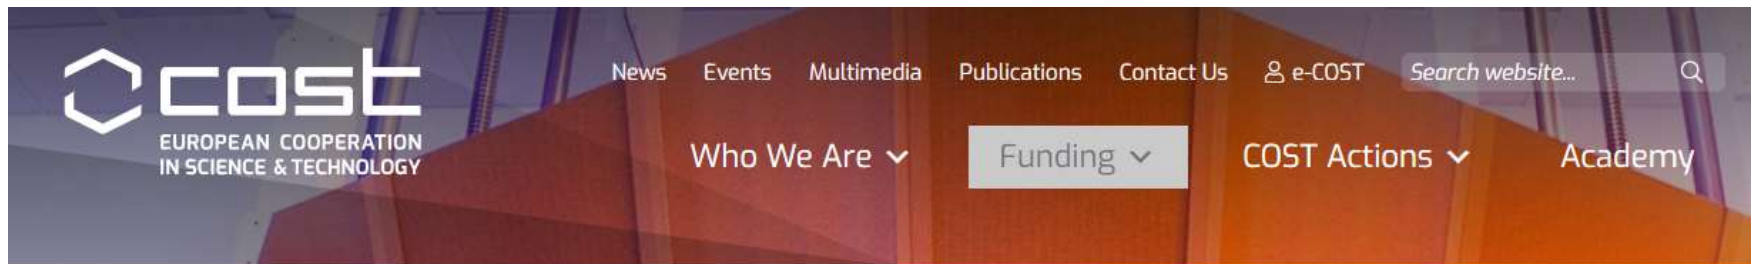 cost
EUROPEAN COOPERATION
IN SCIENCE & TECHNOLOGY
News Events Multimedia Publications Contact Us e-COST Search website...
Who We Are Funding COST Actions Academy